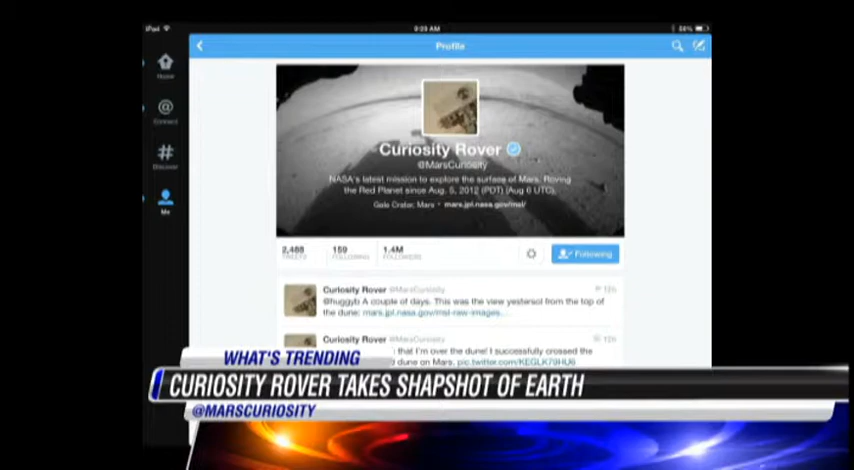 iPad
9:09 AM
Profile
Home
Connect
Discover
Me
Curiosity Rover
@MarsCuriosity
NASA's latest mission to explore the surface of Mars. Roving
the Red Planet since Aug. 5, 2012 (PDT) (Aug 6 UTC).
Gale Crater, Mars • mars.jpl.nasa.gov/msl/
2,488 159 1.4M
TWEETS FOLLOWING FOLLOWERS
Following
Curiosity Rover @MarsCuriosity 12h
@huggyb A couple of days. This was the view yestersol from the top of
the dune: mars.jpl.nasa.gov/msl-raw-images...
Curiosity Rover @MarsCuriosity 12h
that I'm over the dune! I successfully crossed the
dune on Mars. pic.twitter.com/KEGLK79HU6
WHAT'S TRENDING
CURIOSITY ROVER TAKES SHAPSHOT OF EARTH
@MARSCURIOSITY